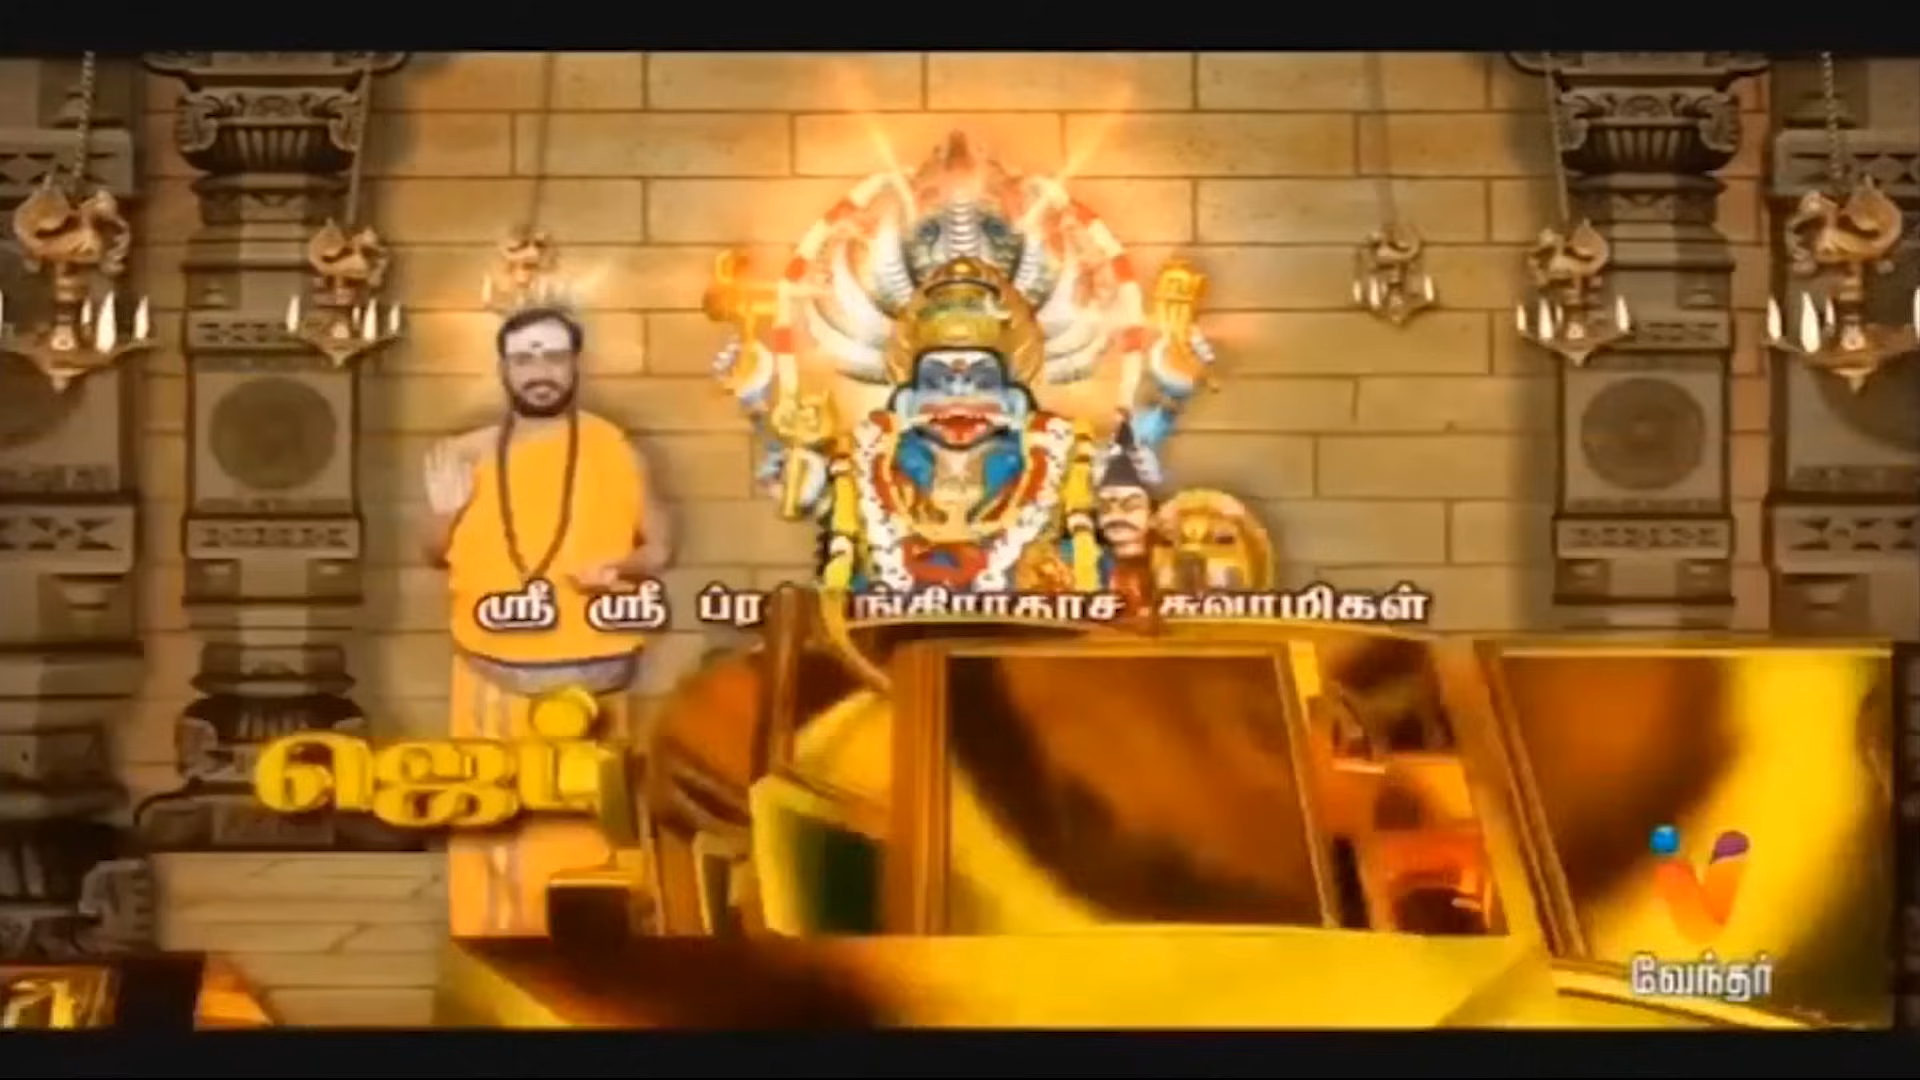 ஸ்ரீ ஸ்ரீ ப்ர ங்கிராதாச சுவாமிகள்
ஜெய்
வேந்தர்